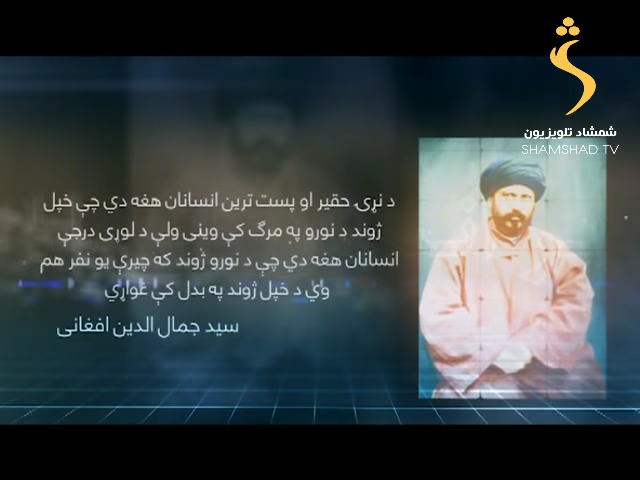 شمشاد تلویزیون
SHAMSHAD TV
د نړۍ حقیر او پست ترین انسانان هغه دي چې خپل
ژوند د نورو په مرګ کې ويني ولې د لوړې درجې
انسانان هغه دي چې د نورو ژوند که چیرې یو نفر هم
وي د خپل ژوند په بدل کې غواړي
سید جمال الدین افغانی